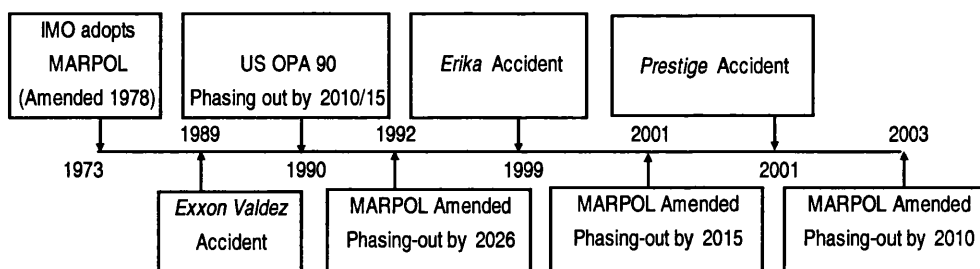 IMO adopts
MARPOL
(Amended 1978)
US OPA 90
Phasing out by 2010/15
Erika Accident
Prestige Accident
1989
1992
2001
2003
1973
1990
1999
2001
Exxon Valdez
Accident
MARPOL Amended
Phasing-out by 2026
MARPOL Amended
Phasing-out by 2015
MARPOL Amended
Phasing-out by 2010